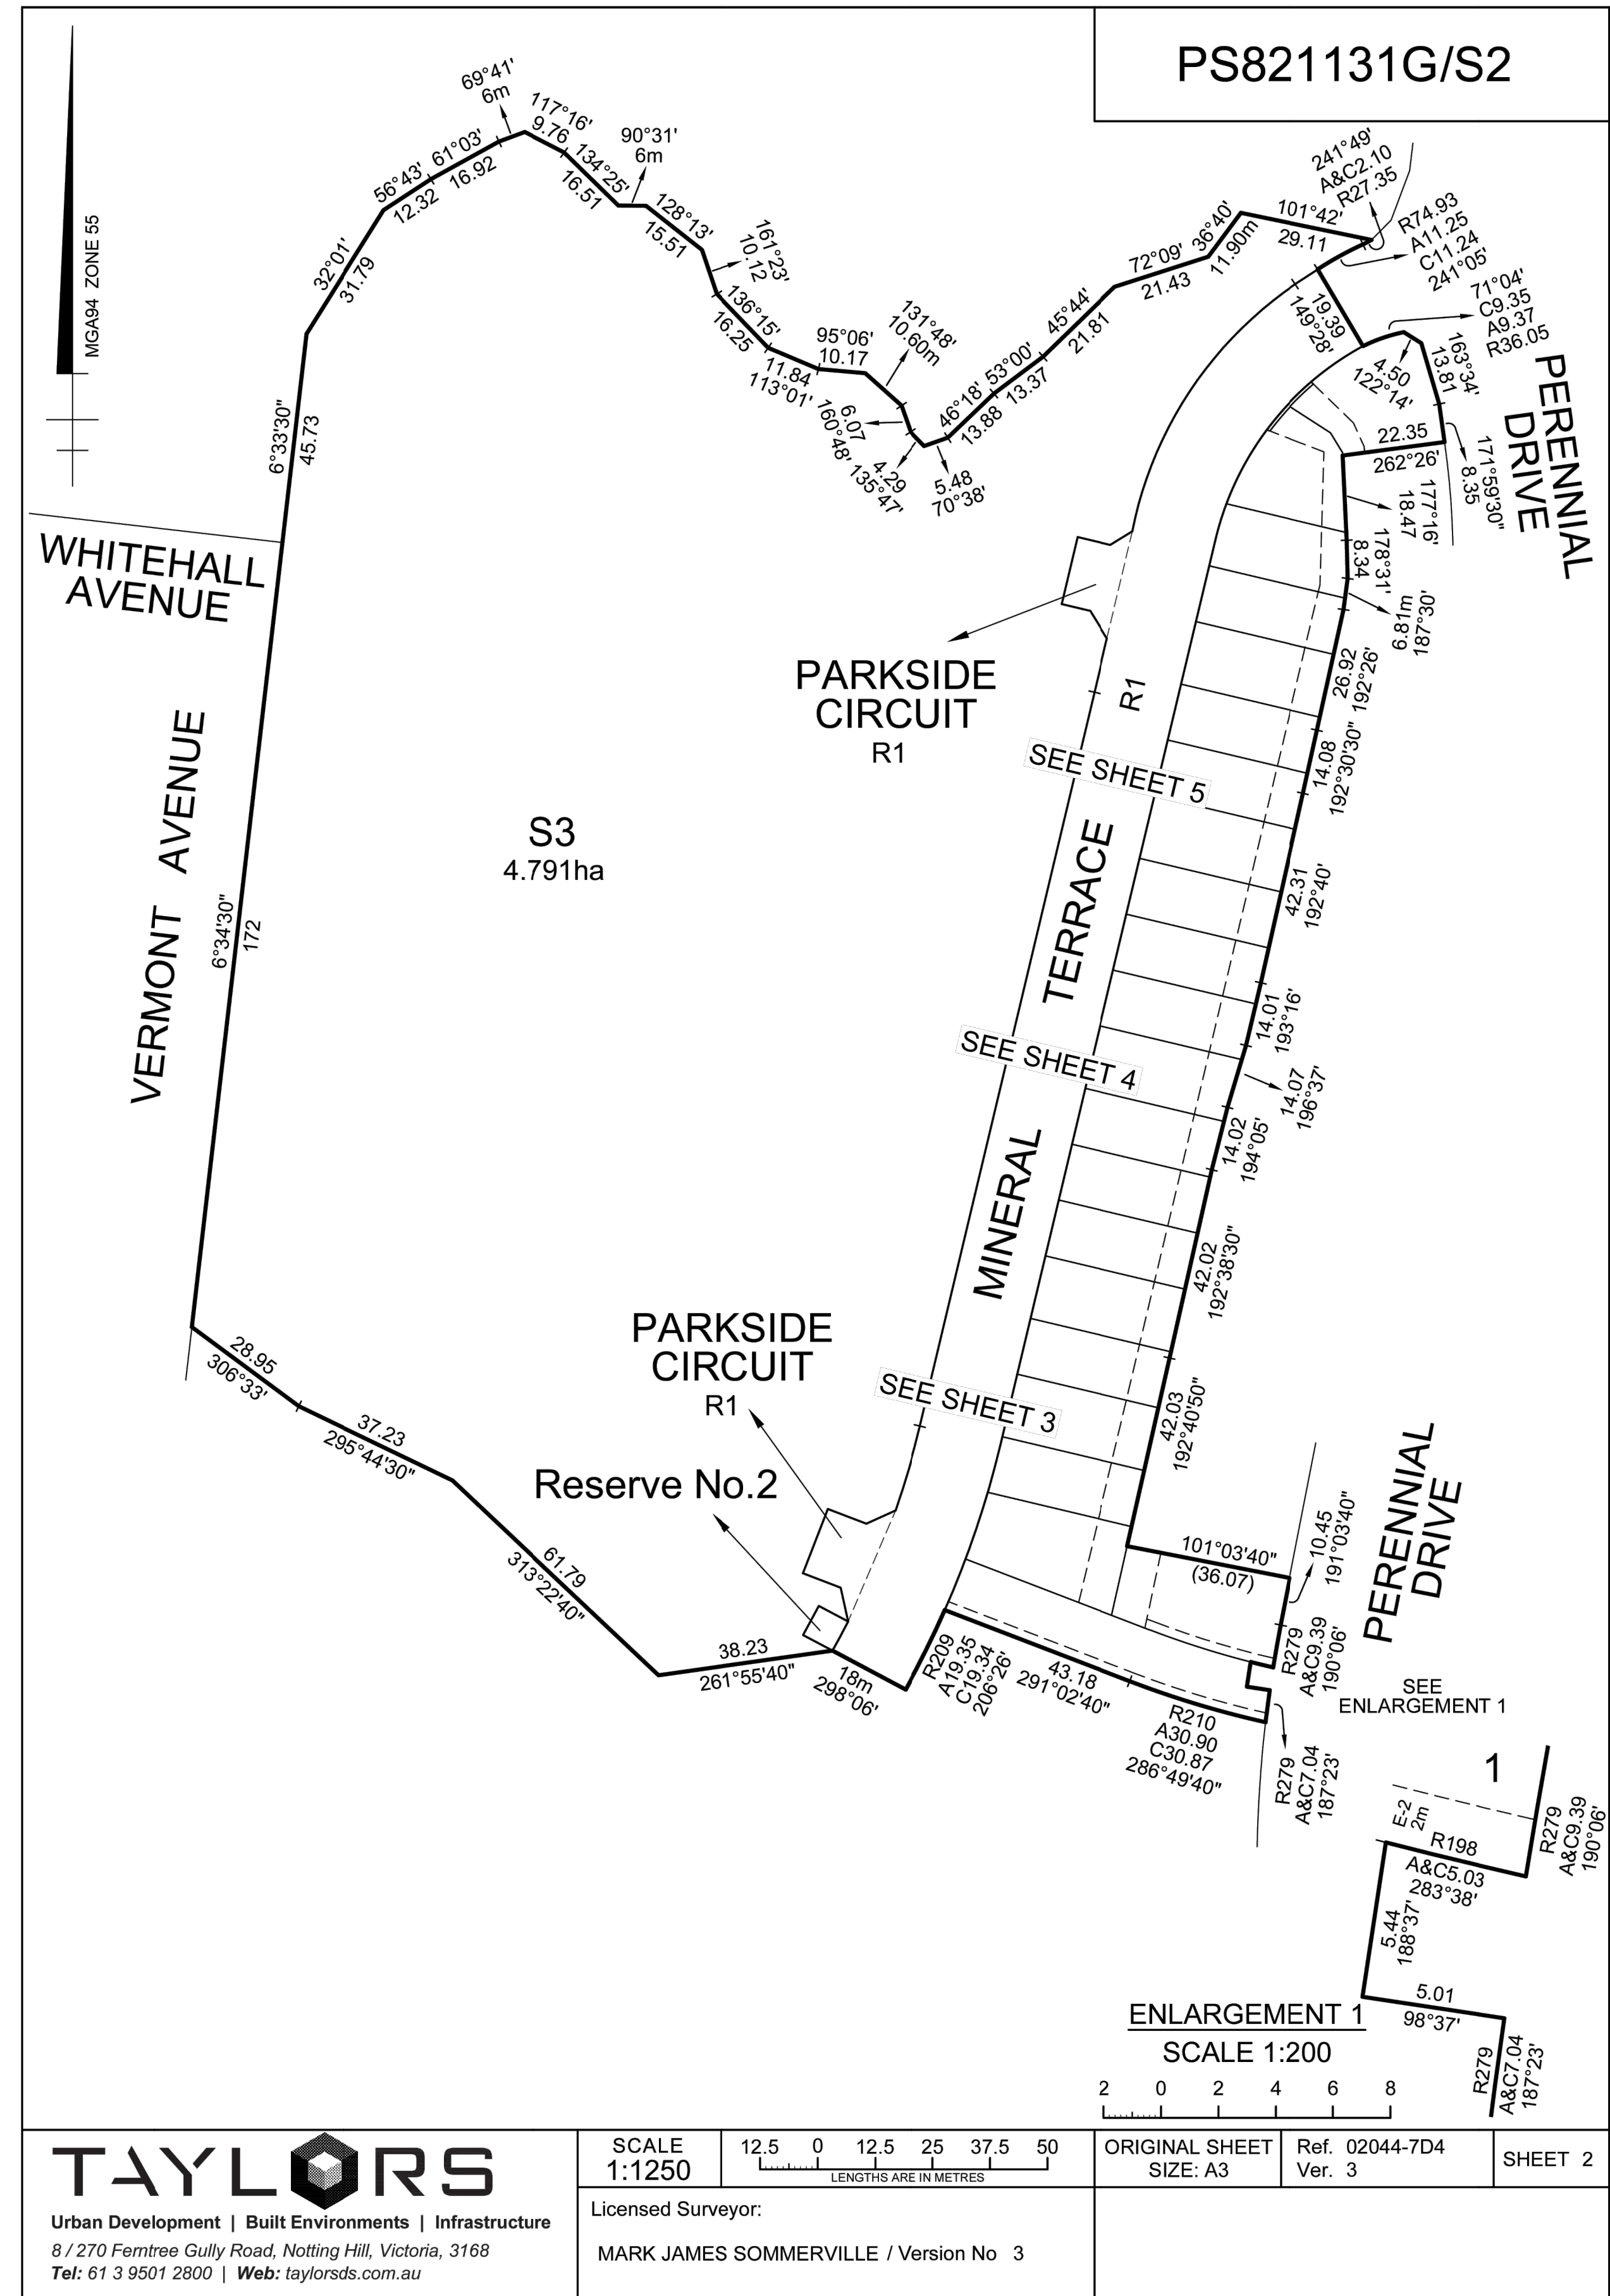 PS821131G/S2
MGA94 ZONE 55
69°41'
6m
117°16'
9.76
90°31'
6m
56°43'
12.32
61°03'
16.92
134°25'
16.51
128°13'
15.51
161°23'
10.12
32°01'
31.79
136°15'
16.25
95°06'
10.17
11.84
113°01'
131°48'
10.60m
6.07
160°48'
4.29
135°47'
5.48
70°38'
46°18'
13.88
53°00'
13.37
45°44'
21.81
72°09'
21.43
36°40'
11.90m
101°42'
29.11
241°49'
A&C2.10
R27.35
R74.93
A11.25
C11.24
241°05'
71°04'
C9.35
A9.37
R36.05
19.39
149°28'
4.50
122°14'
163°34'
13.81
PERENNIAL
DRIVE
22.35
262°26'
171°59'30"
8.35
177°16'
18.47
178°31'
8.34
6.81m
187°30'
6°33'30"
45.73
WHITEHALL
AVENUE
PARKSIDE
CIRCUIT
R1
R1
26.92
192°26'
SEE SHEET 5
14.08
192°30'30"
VERMONT AVENUE
S3
4.791ha
6°34'30"
172
MINERAL TERRACE
42.31
192°40'
14.01
193°16'
SEE SHEET 4
14.07
196°37'
14.02
194°05'
42.02
192°38'30"
28.95
306°33'
PARKSIDE
CIRCUIT
R1
SEE SHEET 3
42.03
192°40'50"
37.23
295°44'30"
Reserve No.2
61.79
313°22'40"
38.23
261°55'40"
18m
298°06'
R209
A19.35
C19.34
206°26'
43.18
291°02'40"
R210
A30.90
C30.87
286°49'40"
101°03'40"
(36.07)
10.45
191°03'40"
PERENNIAL
DRIVE
R279
A&C9.39
190°06'
R279
A&C7.04
187°23'
SEE
ENLARGEMENT 1
1
E-2
2m
R198
A&C5.03
283°38'
R279
A&C9.39
190°06'
5.44
188°37'
5.01
98°37'
R279
A&C7.04
187°23'
ENLARGEMENT 1
SCALE 1:200
2 0 2 4 6 8
TAYLORS
Urban Development | Built Environments | Infrastructure
8 / 270 Ferntree Gully Road, Notting Hill, Victoria, 3168
Tel: 61 3 9501 2800 | Web: taylorsds.com.au
SCALE
1:1250
12.5 0 12.5 25 37.5 50
LENGTHS ARE IN METRES
ORIGINAL SHEET
SIZE: A3
Ref. 02044-7D4
Ver. 3
SHEET 2
Licensed Surveyor:
MARK JAMES SOMMERVILLE / Version No 3